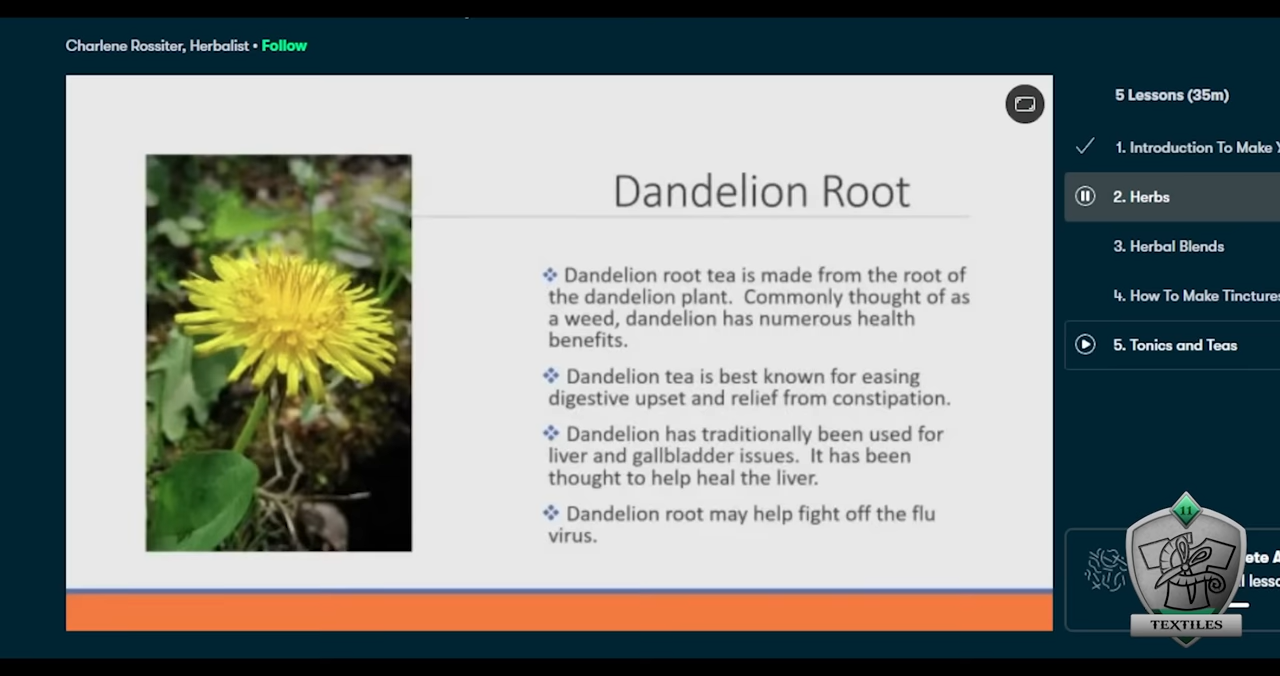 Charlene Rossiter, Herbalist • Follow
Dandelion Root
❖ Dandelion root tea is made from the root of
the dandelion plant. Commonly thought of as
a weed, dandelion has numerous health
benefits.
❖ Dandelion tea is best known for easing
digestive upset and relief from constipation.
❖ Dandelion has traditionally been used for
liver and gallbladder issues. It has been
thought to help heal the liver.
❖ Dandelion root may help fight off the flu
virus.
5 Lessons (35m)
1. Introduction To Make
2. Herbs
3. Herbal Blends
4. How To Make Tinctures
5. Tonics and Teas
11
TEXTILES